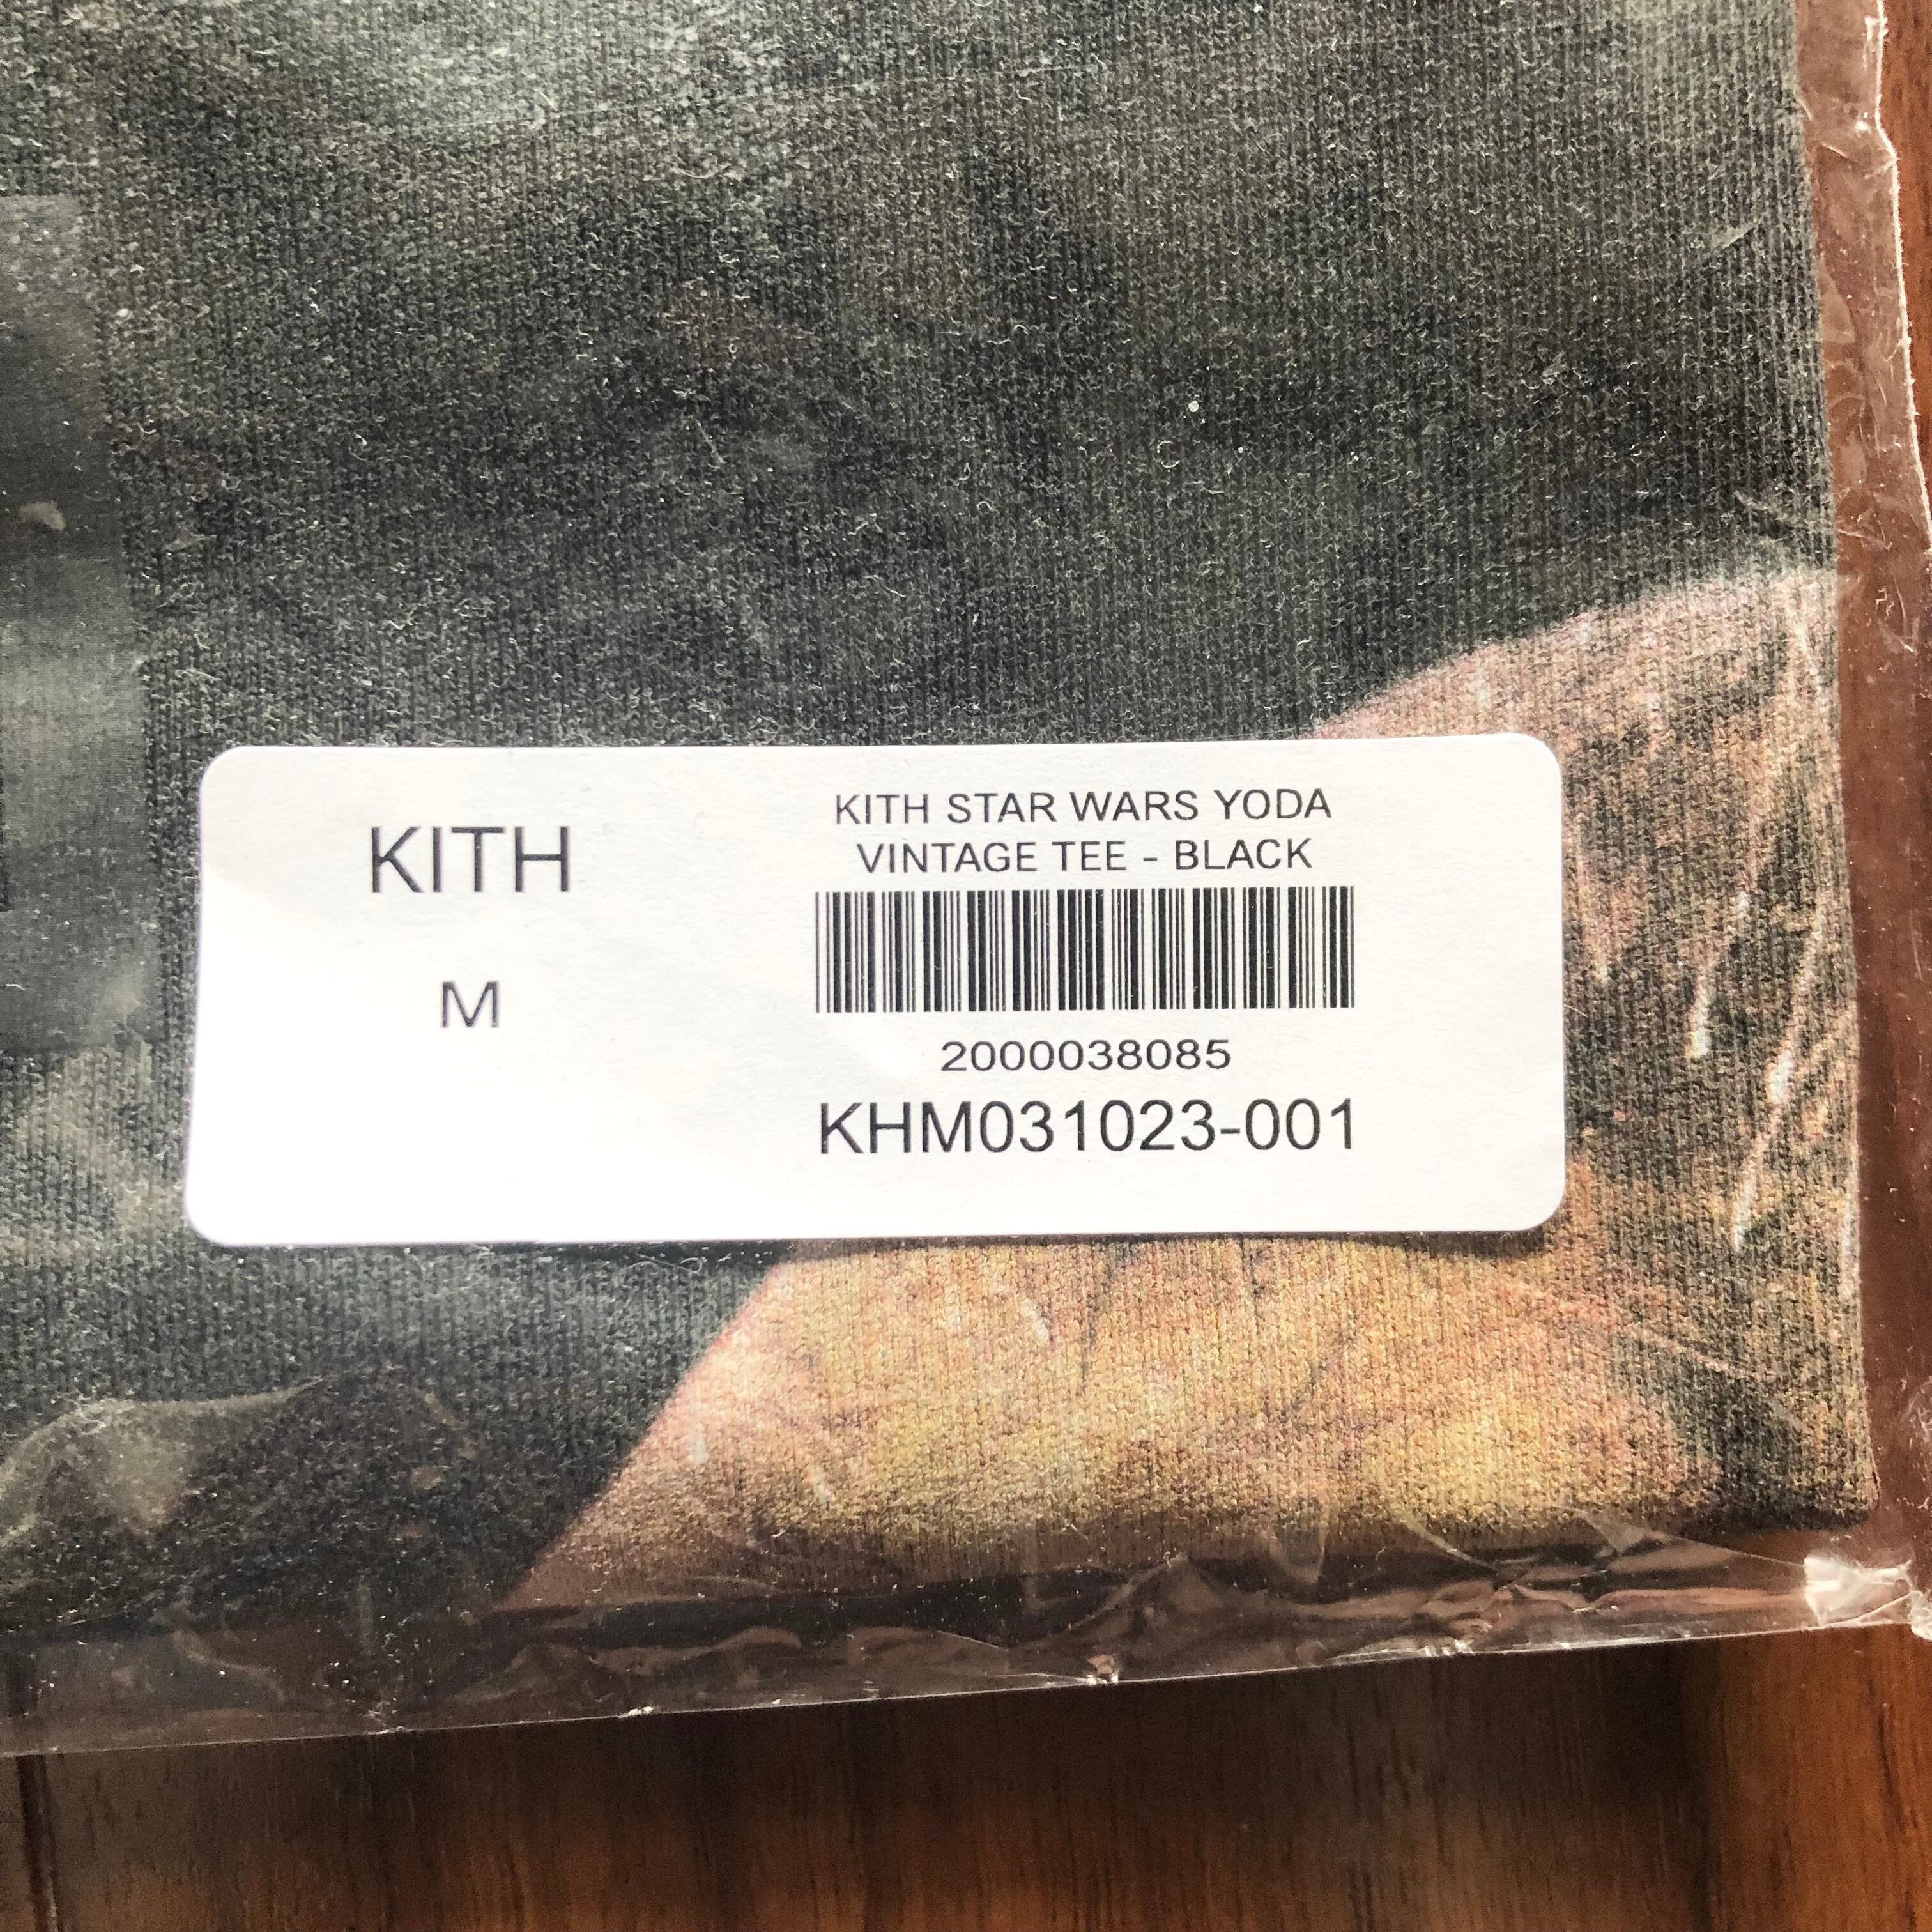 KITH
M
KITH STAR WARS YODA
VINTAGE TEE - BLACK
2000038085
KHM031023-001